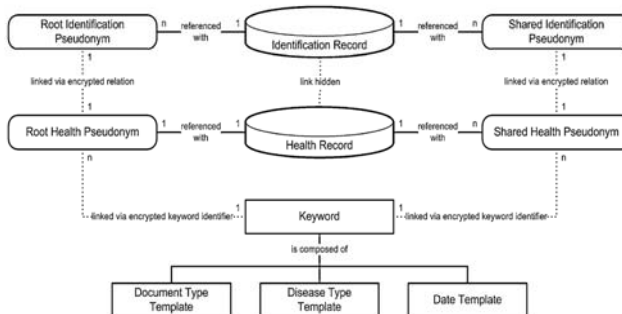 Root Identification
Pseudonym
n
referenced
with
1
Identification Record
1
referenced
with
n
Shared Identification
Pseudonym
1
linked via encrypted relation
1
link hidden
1
linked via encrypted relation
1
Root Health Pseudonym
1
referenced
with
1
Health Record
1
referenced
with
n
Shared Health Pseudonym
n
linked via encrypted keyword identifier
1
Keyword
1
linked via encrypted keyword identifier
n
is composed of
Document Type
Template
Disease Type
Template
Date Template